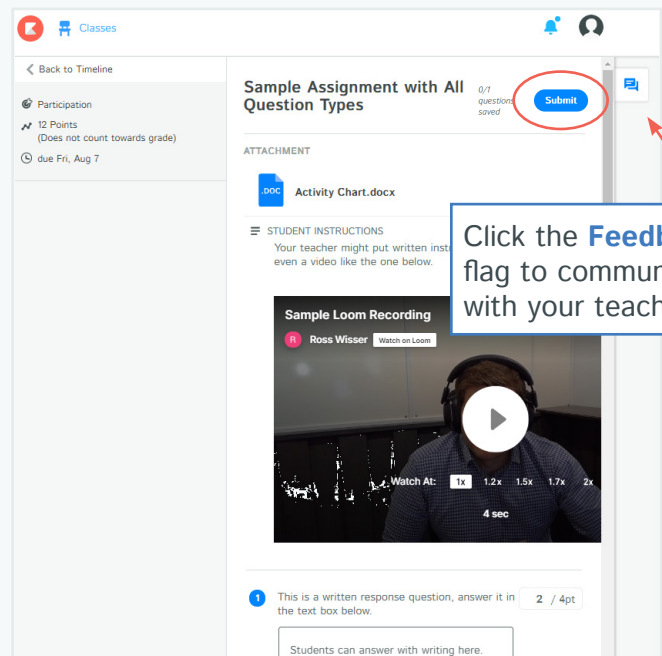 Classes
Back to Timeline
Participation
12 Points
(Does not count towards grade)
due Fri, Aug 7
Sample Assignment with All
Question Types
0/1
questions
saved
Submit
ATTACHMENT
.DOC
Activity Chart.docx
STUDENT INSTRUCTIONS
Your teacher might put written
even a video like the one below.
Click the
flag to
with your
Sample Loom Recording
R Ross Wisser Watch on Loom
Watch At: 1x 1.2x 1.5x 1.7x 2x
4 sec
1 This is a written response question, answer it in
the text box below.
2 / 4pt
Students can answer with writing here.